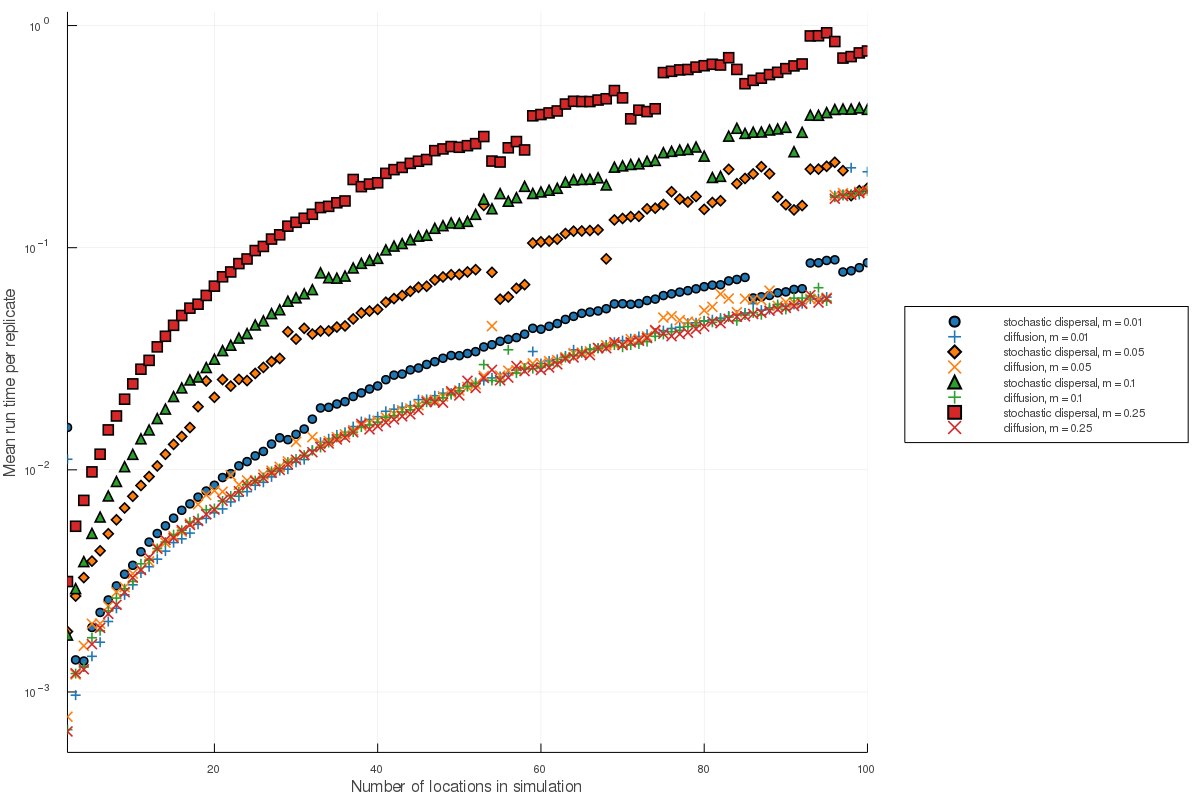 10⁰
10⁻¹
10⁻²
10⁻³
Mean run time per replicate
20 40 60 80 100
Number of locations in simulation
stochastic dispersal, m = 0.01
diffusion, m = 0.01
stochastic dispersal, m = 0.05
diffusion, m = 0.05
stochastic dispersal, m = 0.1
diffusion, m = 0.1
stochastic dispersal, m = 0.25
diffusion, m = 0.25